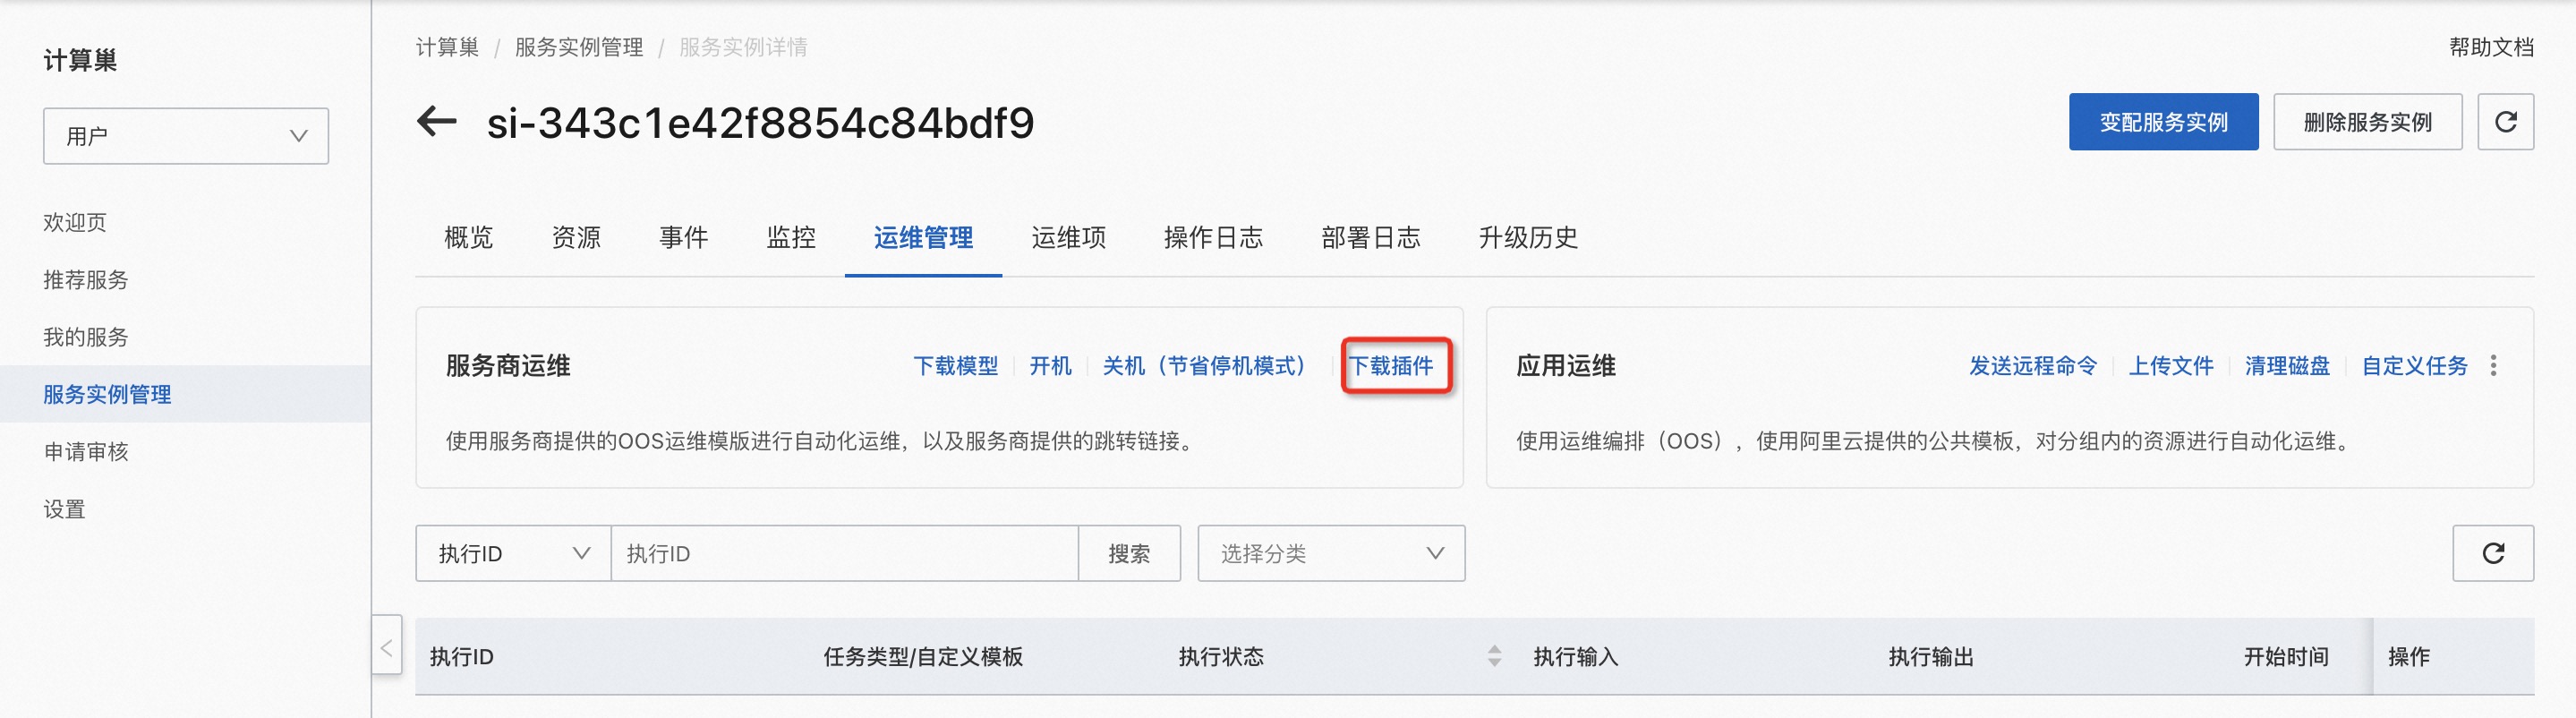 计算巢
用户
欢迎页
推荐服务
我的服务
服务实例管理
申请审核
设置
计算巢 / 服务实例管理 / 服务实例详情
帮助文档
si-343c1e42f8854c84bdf9
变配服务实例
删除服务实例
概览 资源 事件 监控 运维管理 运维项 操作日志 部署日志 升级历史
服务商运维
下载模型 开机 关机（节省停机模式） 下载插件
使用服务商提供的OOS运维模版进行自动化运维，以及服务商提供的跳转链接。
应用运维
发送远程命令 上传文件 清理磁盘 自定义任务
使用运维编排（OOS），使用阿里云提供的公共模板，对分组内的资源进行自动化运维。
执行ID 执行ID 搜索 选择分类
执行ID 任务类型/自定义模板 执行状态 执行输入 执行输出 开始时间 操作